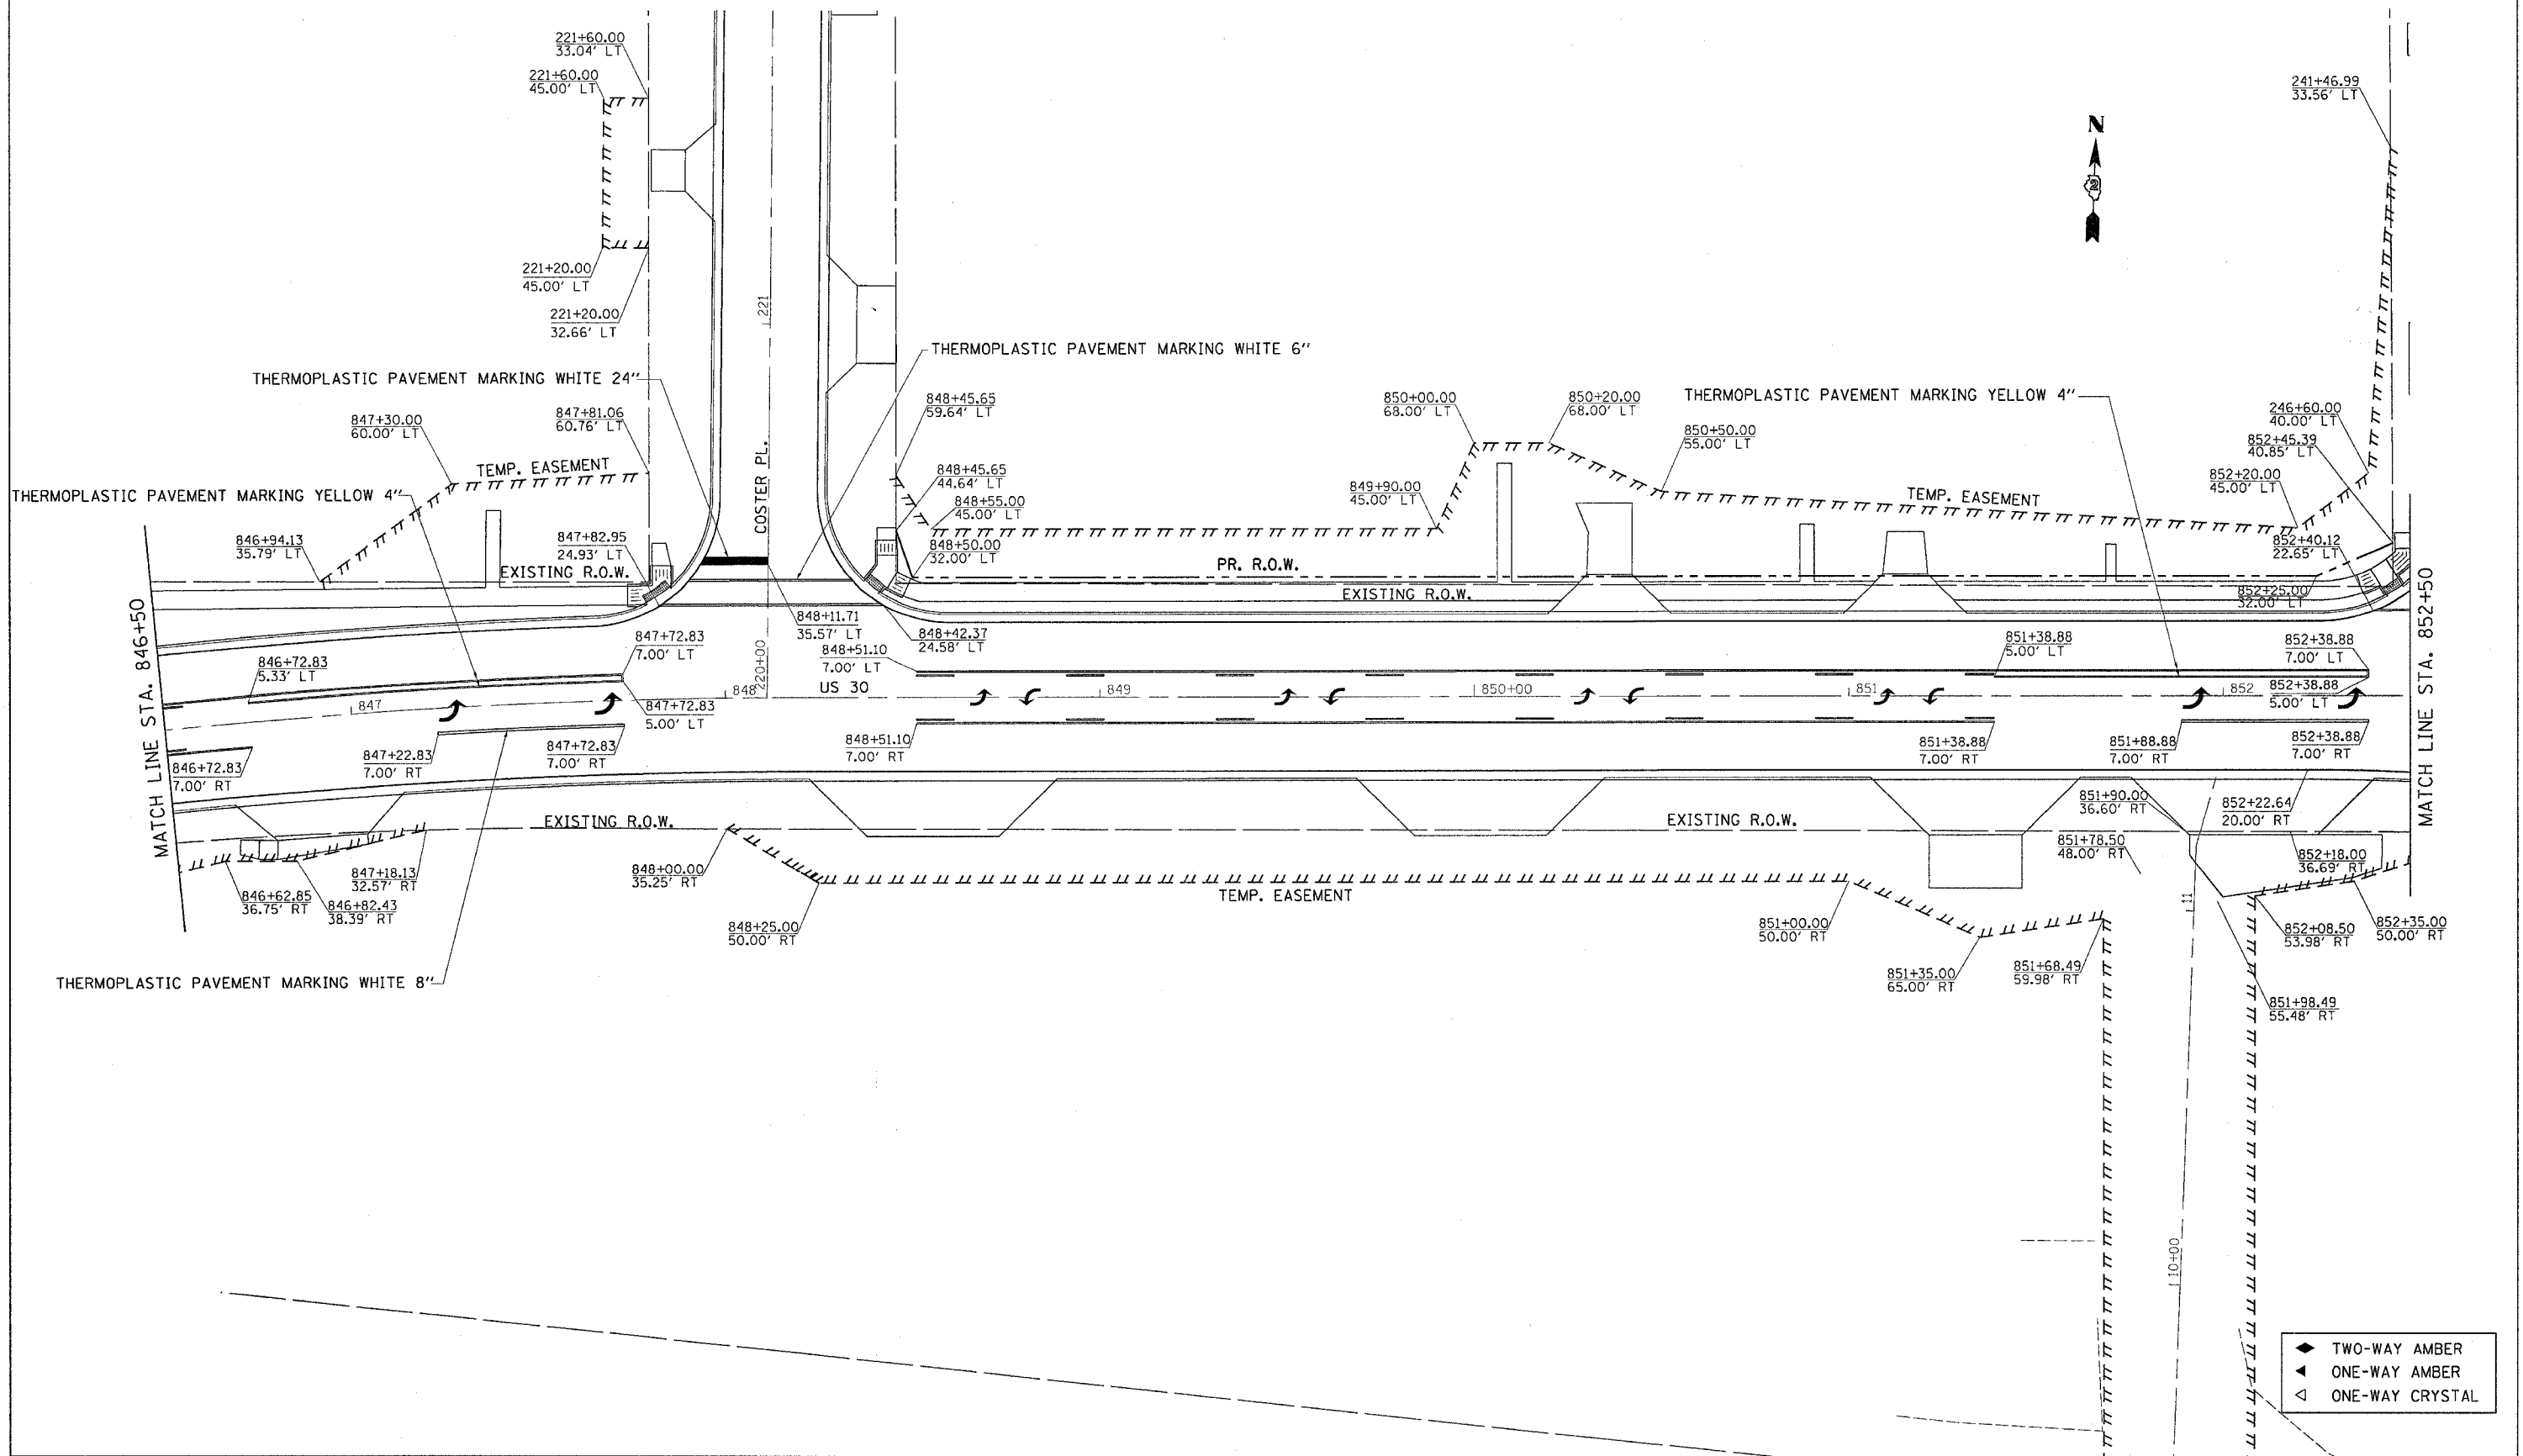 221+60.00
33.04' LT
221+60.00
45.00' LT
241+46.99
33.56' LT
N
2
221+20.00
45.00' LT
221+20.00
32.66' LT
221
THERMOPLASTIC PAVEMENT MARKING WHITE 6"
THERMOPLASTIC PAVEMENT MARKING WHITE 24"
THERMOPLASTIC PAVEMENT MARKING YELLOW 4"
847+30.00
60.00' LT
847+81.06
60.76' LT
848+45.65
59.64' LT
850+00.00
68.00' LT
850+20.00
68.00' LT
850+50.00
55.00' LT
246+60.00
40.00' LT
852+45.39
40.85' LT
TEMP. EASEMENT
848+45.65
44.64' LT
848+55.00
45.00' LT
849+90.00
45.00' LT
TEMP. EASEMENT
852+20.00
45.00' LT
THERMOPLASTIC PAVEMENT MARKING YELLOW 4"
COSTER PL.
846+94.13
35.79' LT
847+82.95
24.93' LT
848+50.00
32.00' LT
852+40.12
22.65' LT
EXISTING R.O.W.
PR. R.O.W.
EXISTING R.O.W.
852+25.00
32.00' LT
MATCH LINE STA. 846+50
MATCH LINE STA. 852+50
848+11.71
35.57' LT
848+42.37
24.58' LT
847+72.83
7.00' LT
848+51.10
7.00' LT
851+38.88
5.00' LT
852+38.88
7.00' LT
846+72.83
5.33' LT
220+00
847
848
US 30
849
850+00
851
852
852+38.88
5.00' LT
847+72.83
5.00' LT
846+72.83
7.00' RT
847+22.83
7.00' RT
847+72.83
7.00' RT
848+51.10
7.00' RT
851+38.88
7.00' RT
851+88.88
7.00' RT
852+38.88
7.00' RT
851+90.00
36.60' RT
852+22.64
20.00' RT
EXISTING R.O.W.
EXISTING R.O.W.
851+78.50
48.00' RT
852+18.00
36.69' RT
847+18.13
32.57' RT
848+00.00
35.25' RT
846+62.85
36.75' RT
846+82.43
38.39' RT
TEMP. EASEMENT
11
848+25.00
50.00' RT
851+00.00
50.00' RT
852+08.50
53.98' RT
852+35.00
50.00' RT
851+35.00
65.00' RT
851+68.49
59.98' RT
THERMOPLASTIC PAVEMENT MARKING WHITE 8"
851+98.49
55.48' RT
10+00
TWO-WAY AMBER
ONE-WAY AMBER
ONE-WAY CRYSTAL